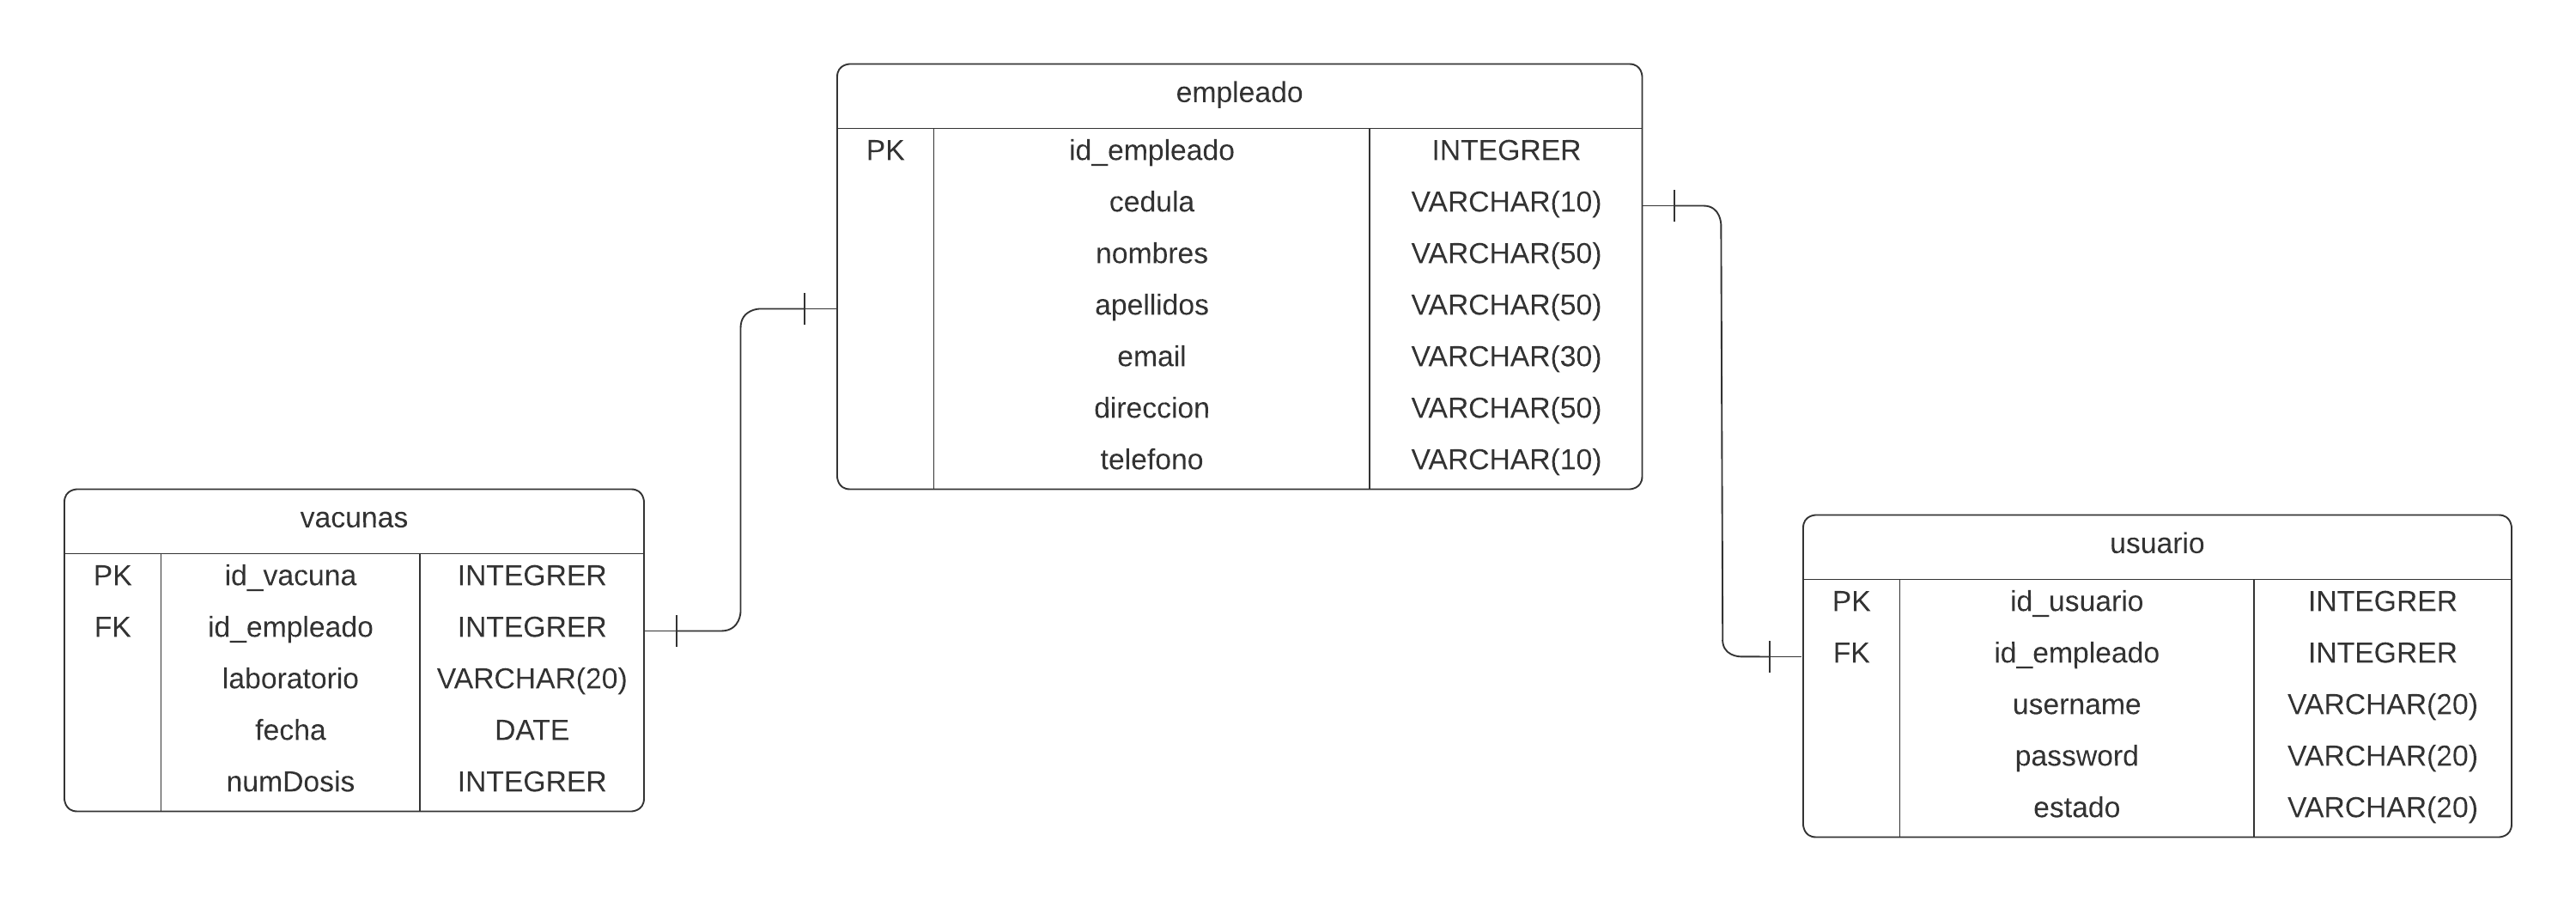 empleado
PK id_empleado INTEGRER
cedula VARCHAR(10)
nombres VARCHAR(50)
apellidos VARCHAR(50)
email VARCHAR(30)
direccion VARCHAR(50)
telefono VARCHAR(10)
vacunas
PK id_vacuna INTEGRER
FK id_empleado INTEGRER
laboratorio VARCHAR(20)
fecha DATE
numDosis INTEGRER
usuario
PK id_usuario INTEGRER
FK id_empleado INTEGRER
username VARCHAR(20)
password VARCHAR(20)
estado VARCHAR(20)